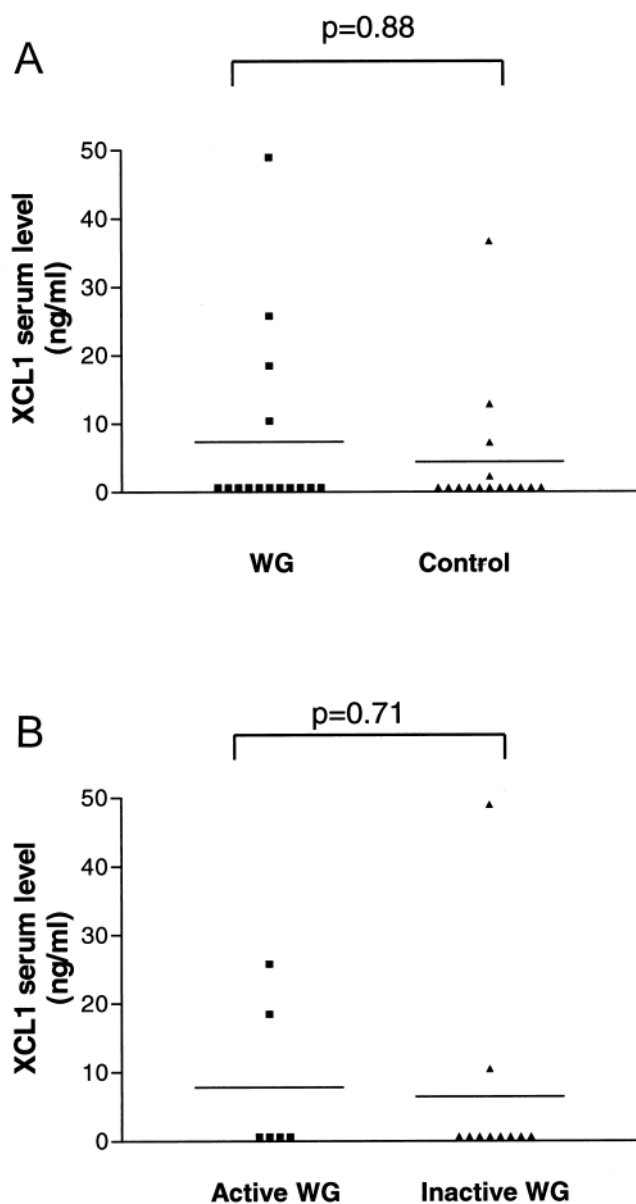 A
p=0.88
XCL1 serum level
(ng/ml)
50
40
30
20
10
0
WG
Control
B
p=0.71
XCL1 serum level
(ng/ml)
50
40
30
20
10
0
Active WG
Inactive WG